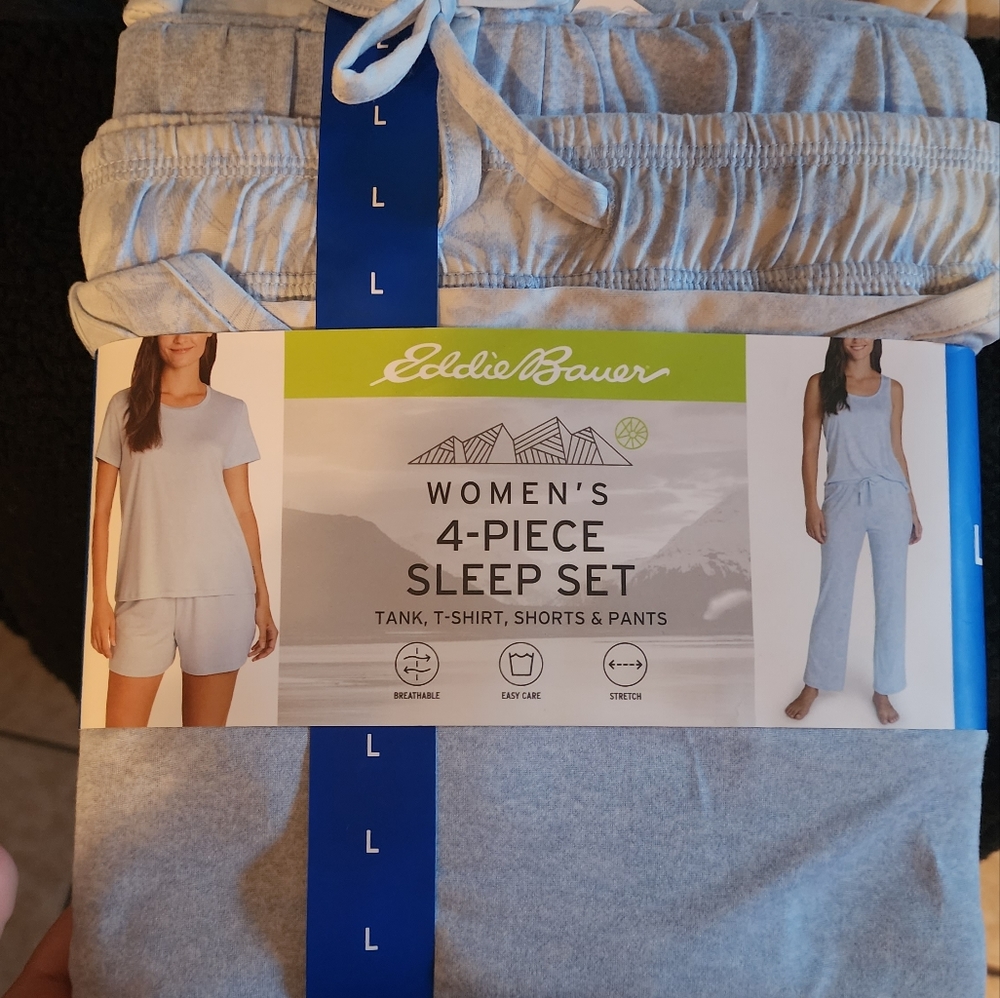 L
L
L
L
Eddie Bauer
WOMEN'S
4-PIECE
SLEEP SET
TANK, T-SHIRT, SHORTS & PANTS
BREATHABLE EASY CARE STRETCH
L
L
L
L